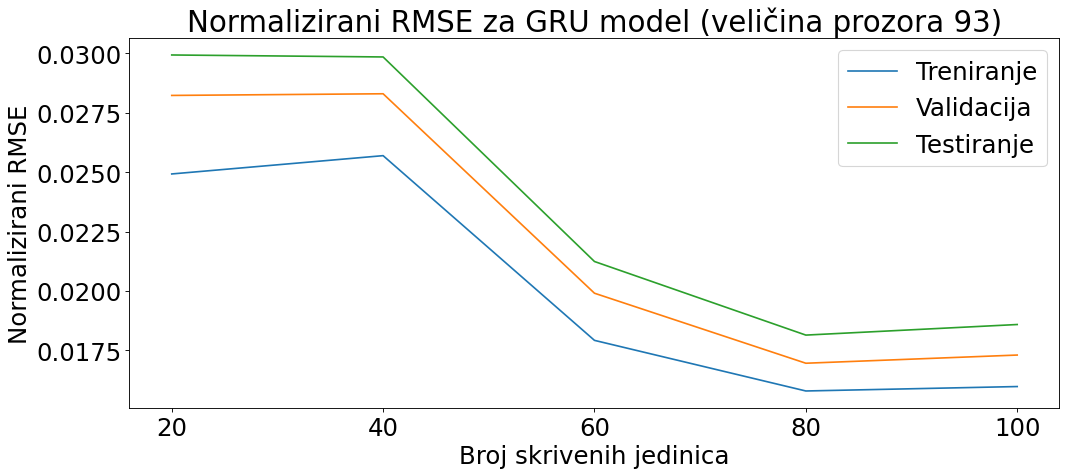 Normalizirani RMSE za GRU model (veličina prozora 93)
Normalizirani RMSE
0.0300
0.0275
0.0250
0.0225
0.0200
0.0175
Treniranje
Validacija
Testiranje
20 40 60 80 100
Broj skrivenih jedinica